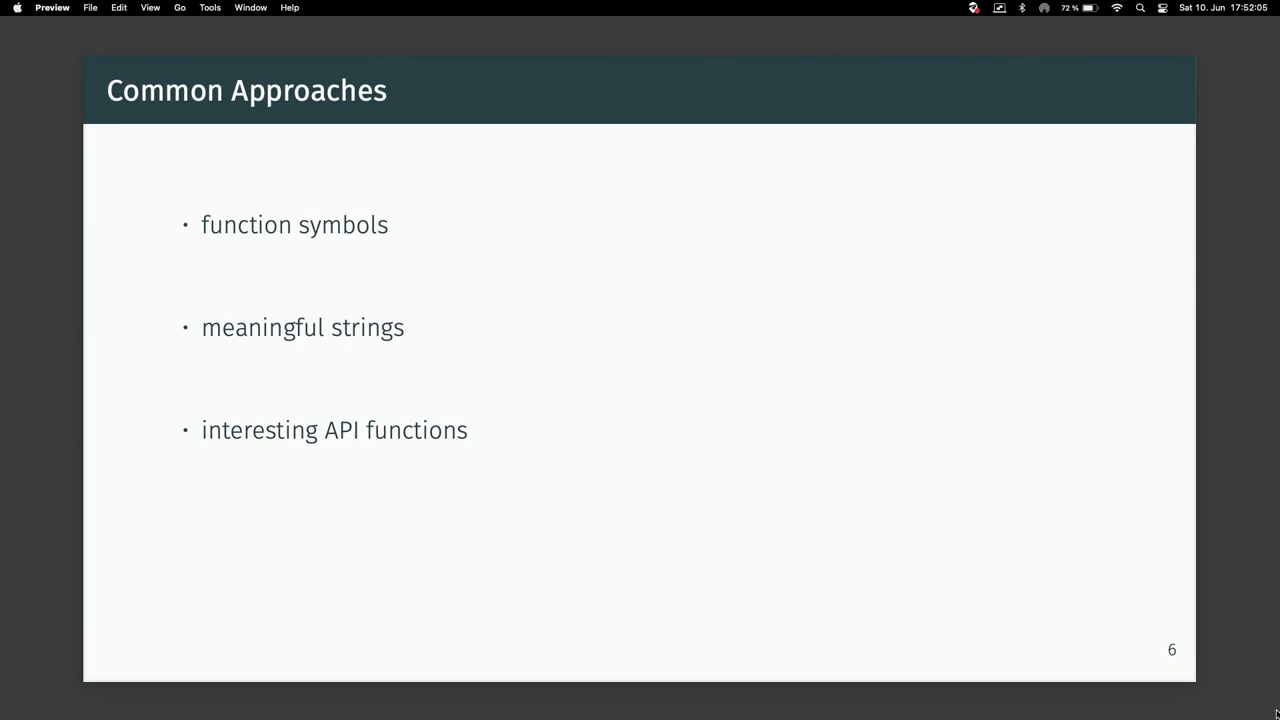 Preview File Edit View Go Tools Window Help 72 % Sat 10. Jun 17:52:05
Common Approaches
• function symbols
• meaningful strings
• interesting API functions
6